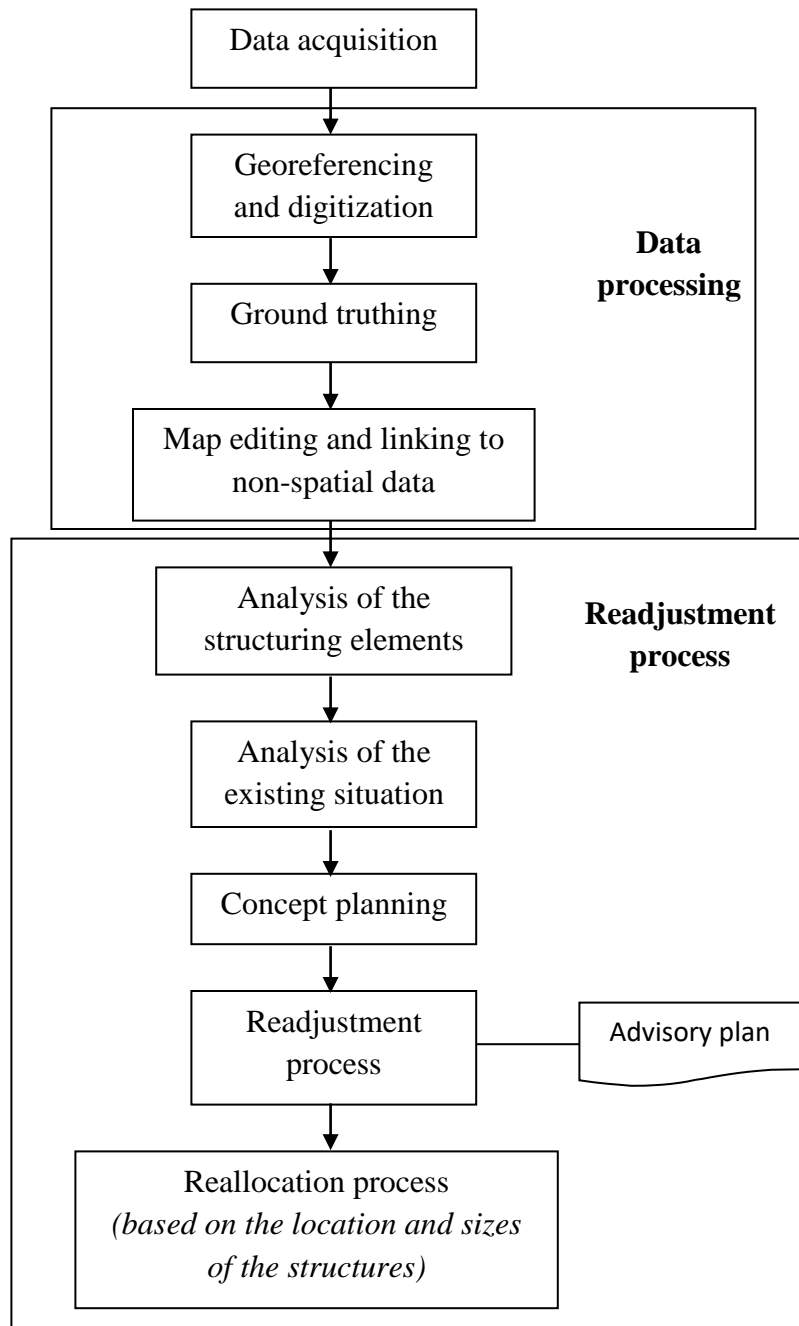 Data acquisition
Georeferencing
and digitization
Data
processing
Ground truthing
Map editing and linking to
non-spatial data
Analysis of the
structuring elements
Readjustment
process
Analysis of the
existing situation
Concept planning
Readjustment
process
Advisory plan
Reallocation process
(based on the location and sizes
of the structures)